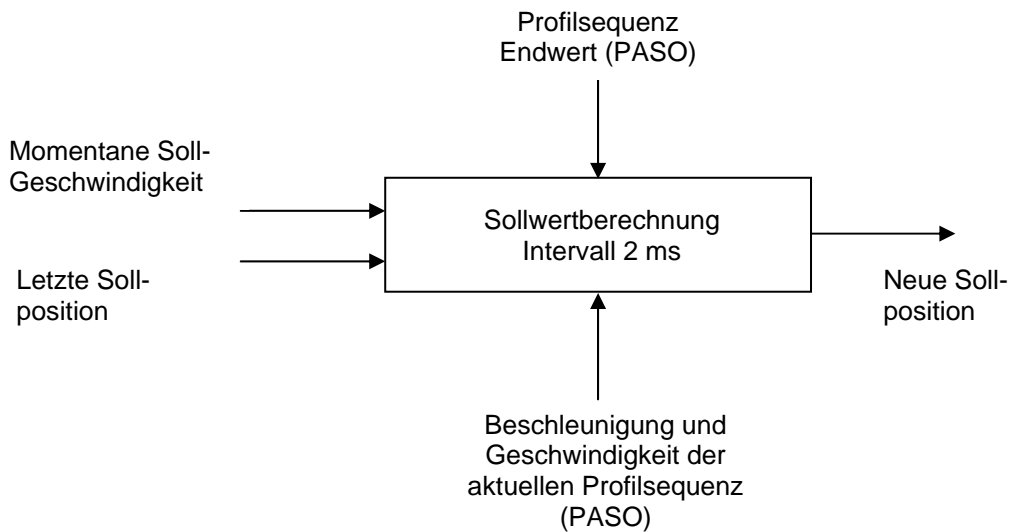 Profilsequenz
Endwert (PASO)
Momentane Soll-
Geschwindigkeit
Sollwertberechnung
Intervall 2 ms
Letzte Soll-
position
Neue Soll-
position
Beschleunigung und
Geschwindigkeit der
aktuellen Profilsequenz
(PASO)